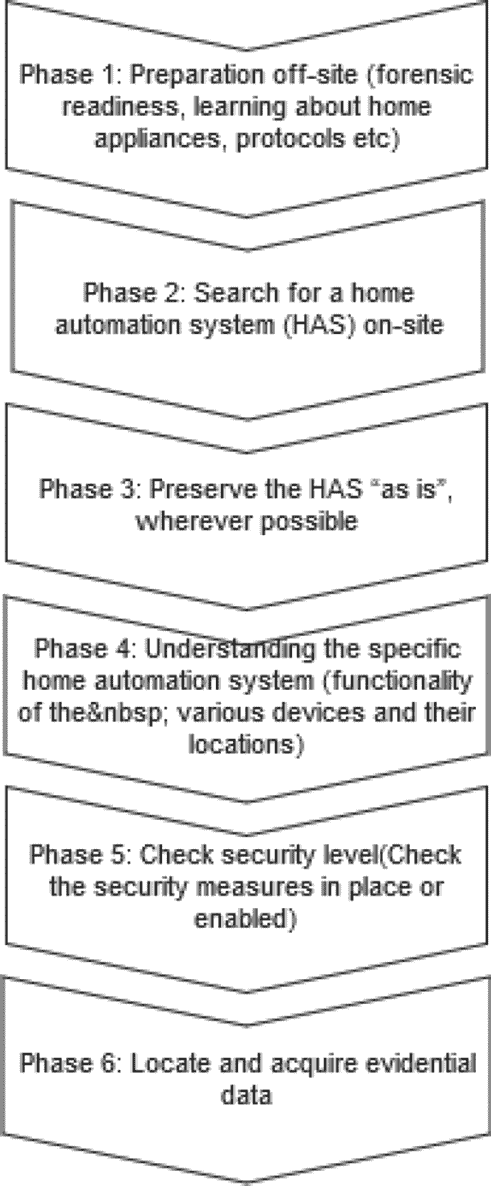 Phase 1: Preparation off-site (forensic
readiness, learning about home
appliances, protocols etc)
Phase 2: Search for a home
automation system (HAS) on-site
Phase 3: Preserve the HAS “as is”,
wherever possible
Phase 4: Understanding the specific
home automation system (functionality
of the&nbsp; various devices and their
locations)
Phase 5: Check security level(Check
the security measures in place or
enabled)
Phase 6: Locate and acquire evidential
data